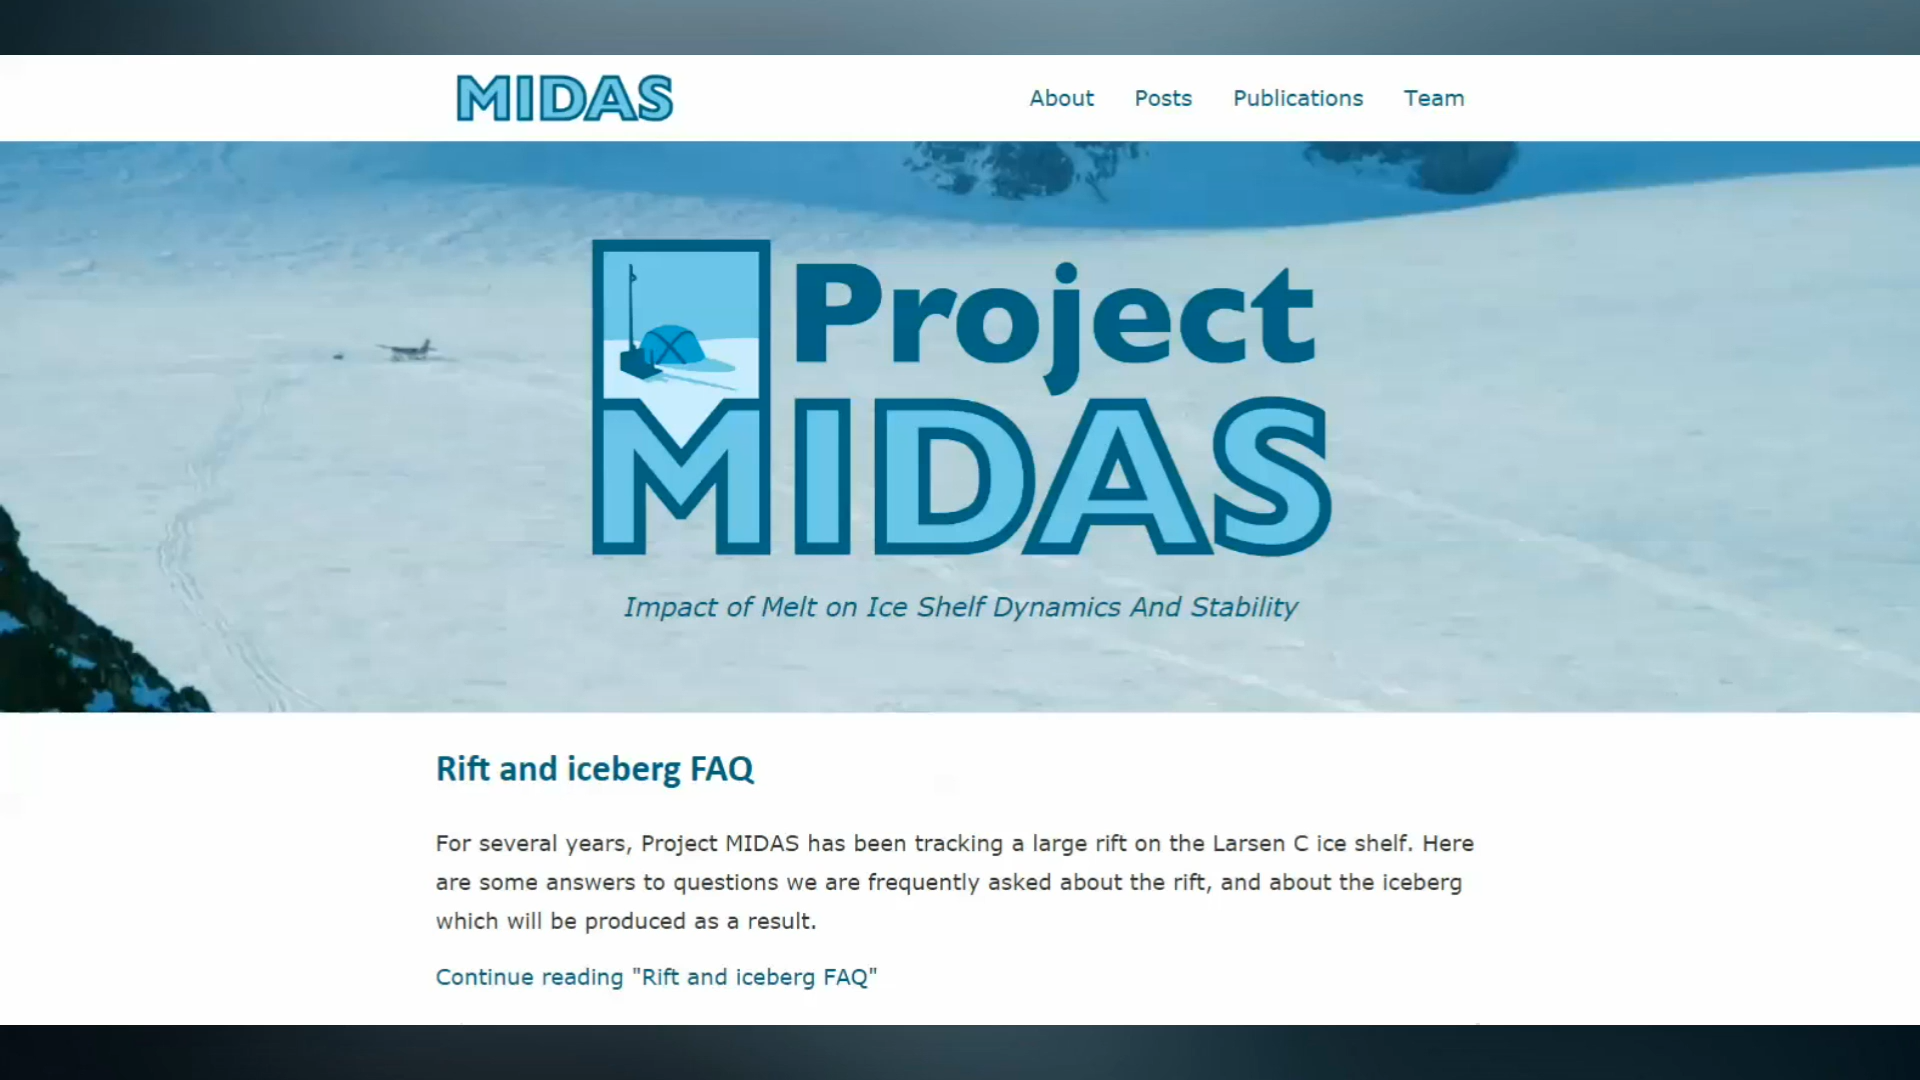 MIDAS
About Posts Publications Team
Project
MIDAS
Impact of Melt on Ice Shelf Dynamics And Stability
Rift and iceberg FAQ
For several years, Project MIDAS has been tracking a large rift on the Larsen C ice shelf. Here
are some answers to questions we are frequently asked about the rift, and about the iceberg
which will be produced as a result.
Continue reading "Rift and iceberg FAQ"